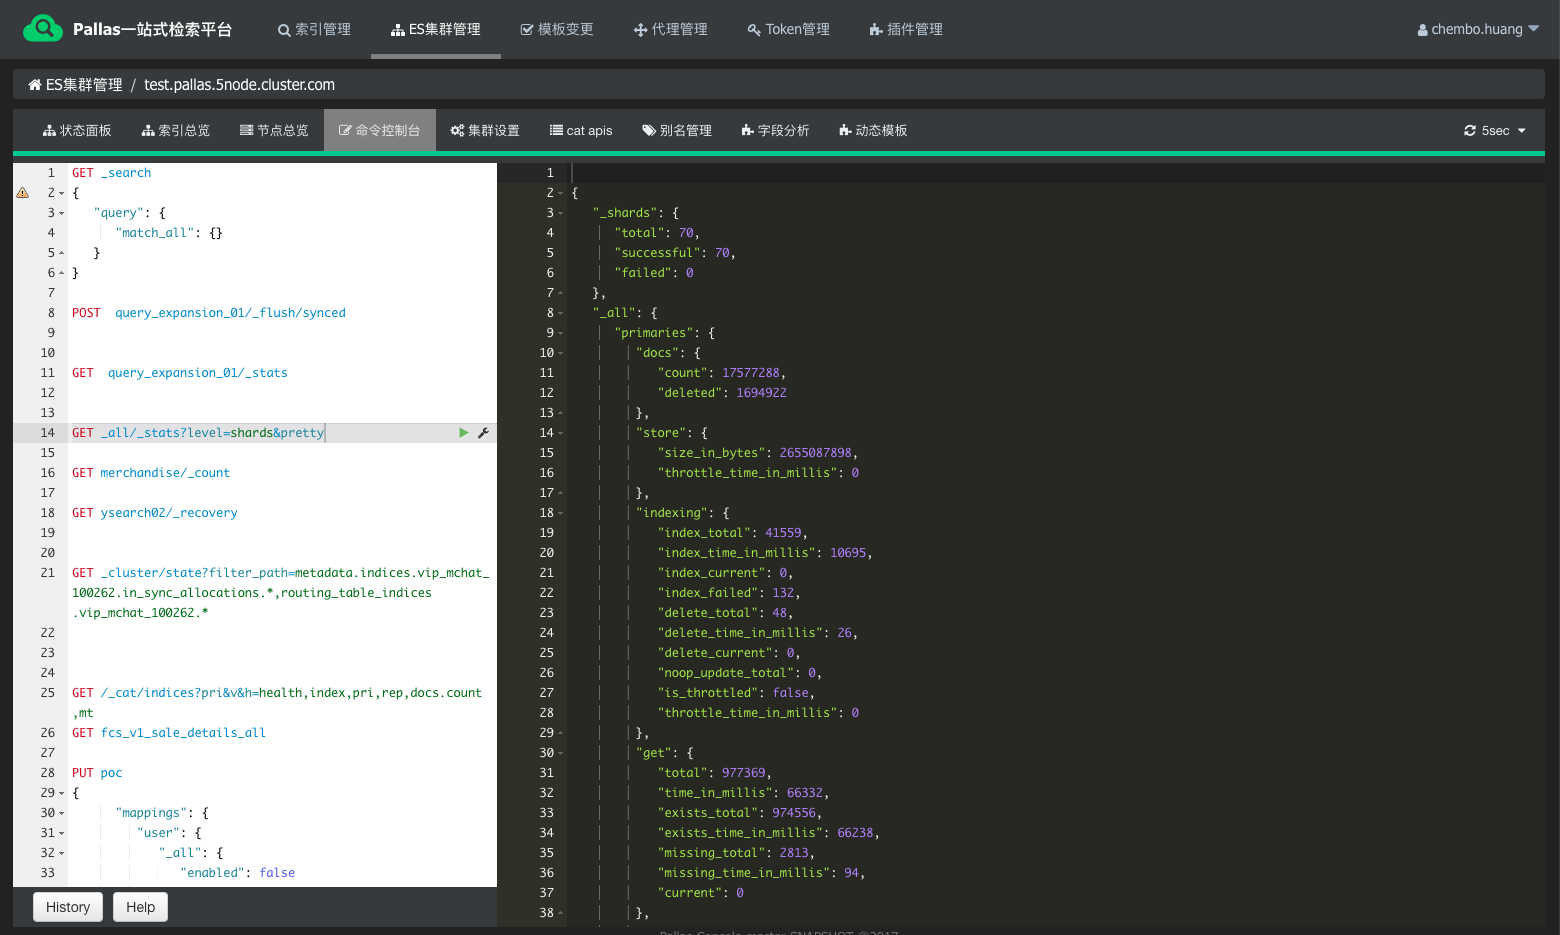 Pallas一站式检索平台 索引管理 ES集群管理 模板变更 代理管理 Token管理 插件管理 chembo.huang
ES集群管理 / test.pallas.5node.cluster.com
状态面板 索引总览 节点总览 命令控制台 集群设置 cat apis 别名管理 字段分析 动态模板 5sec
1 GET _search
2 {
3 "query": {
4 "match_all": {}
5 }
6 }
7
8 POST query_expansion_01/_flush/synced
9
10
11 GET query_expansion_01/_stats
12
13
14 GET _all/_stats?level=shards&pretty
15
16 GET merchandise/_count
17
18 GET ysearch02/_recovery
19
20
21 GET _cluster/state?filter_path=metadata.indices.vip_mchat_
100262.in_sync_allocations.*,routing_table_indices
.vip_mchat_100262.*
22
23
24
25 GET /_cat/indices?pri&v&h=health,index,pri,rep,docs.count
,mt
26 GET fcs_v1_sale_details_all
27
28 PUT poc
29 {
30 "mappings": {
31 "user": {
32 "_all": {
33 "enabled": false
History Help
1
2 {
3 "_shards": {
4 "total": 70,
5 "successful": 70,
6 "failed": 0
7 },
8 "_all": {
9 "primaries": {
10 "docs": {
11 "count": 17577288,
12 "deleted": 1694922
13 },
14 "store": {
15 "size_in_bytes": 2655087898,
16 "throttle_time_in_millis": 0
17 },
18 "indexing": {
19 "index_total": 41559,
20 "index_time_in_millis": 10695,
21 "index_current": 0,
22 "index_failed": 132,
23 "delete_total": 48,
24 "delete_time_in_millis": 26,
25 "delete_current": 0,
26 "noop_update_total": 0,
27 "is_throttled": false,
28 "throttle_time_in_millis": 0
29 },
30 "get": {
31 "total": 977369,
32 "time_in_millis": 66332,
33 "exists_total": 974556,
34 "exists_time_in_millis": 66238,
35 "missing_total": 2813,
36 "missing_time_in_millis": 94,
37 "current": 0
38 },
Pallas Console master-SNAPSHOT ©2017